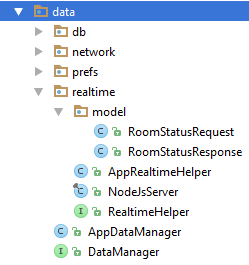 data
db
network
prefs
realtime
model
RoomStatusRequest
RoomStatusResponse
AppRealtimeHelper
NodeJsServer
RealtimeHelper
AppDataManager
DataManager